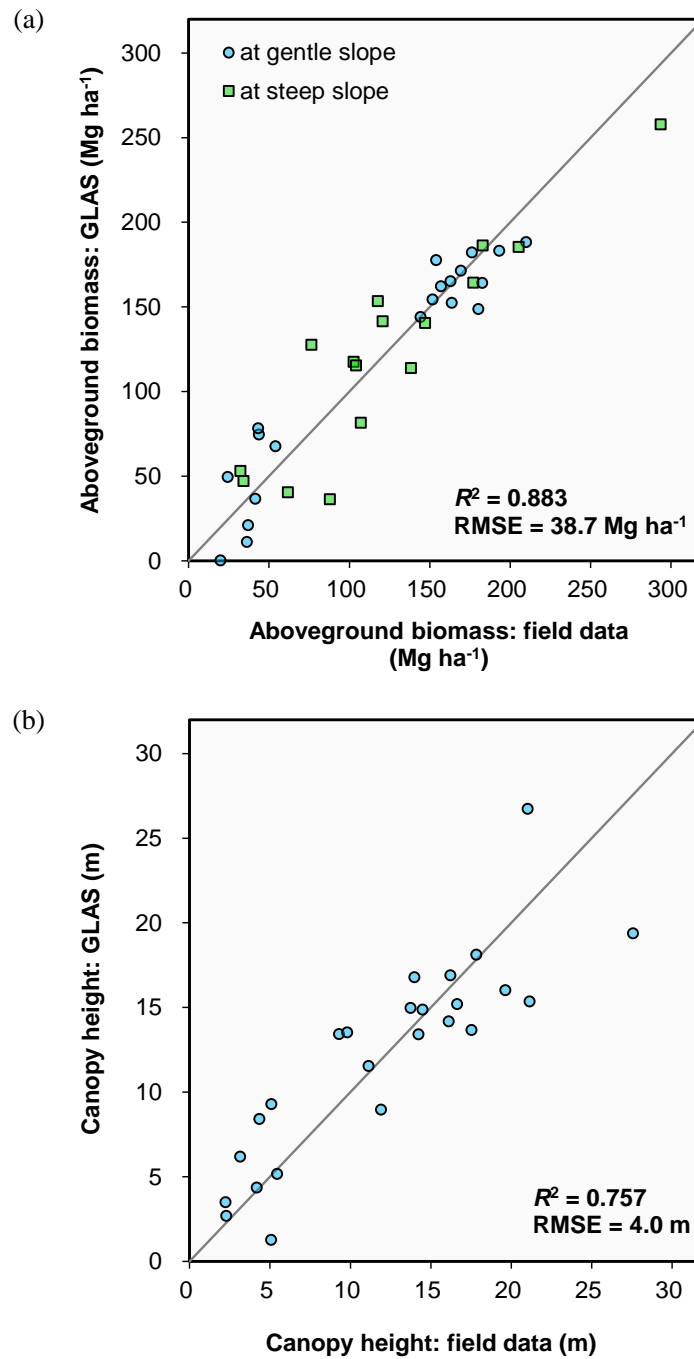 (a)
Aboveground biomass: GLAS (Mg ha⁻¹)
300
250
200
150
100
50
0
at gentle slope
at steep slope
R² = 0.883
RMSE = 38.7 Mg ha⁻¹
0 50 100 150 200 250 300
Aboveground biomass: field data
(Mg ha⁻¹)
(b)
Canopy height: GLAS (m)
30
25
20
15
10
5
0
R² = 0.757
RMSE = 4.0 m
0 5 10 15 20 25 30
Canopy height: field data (m)